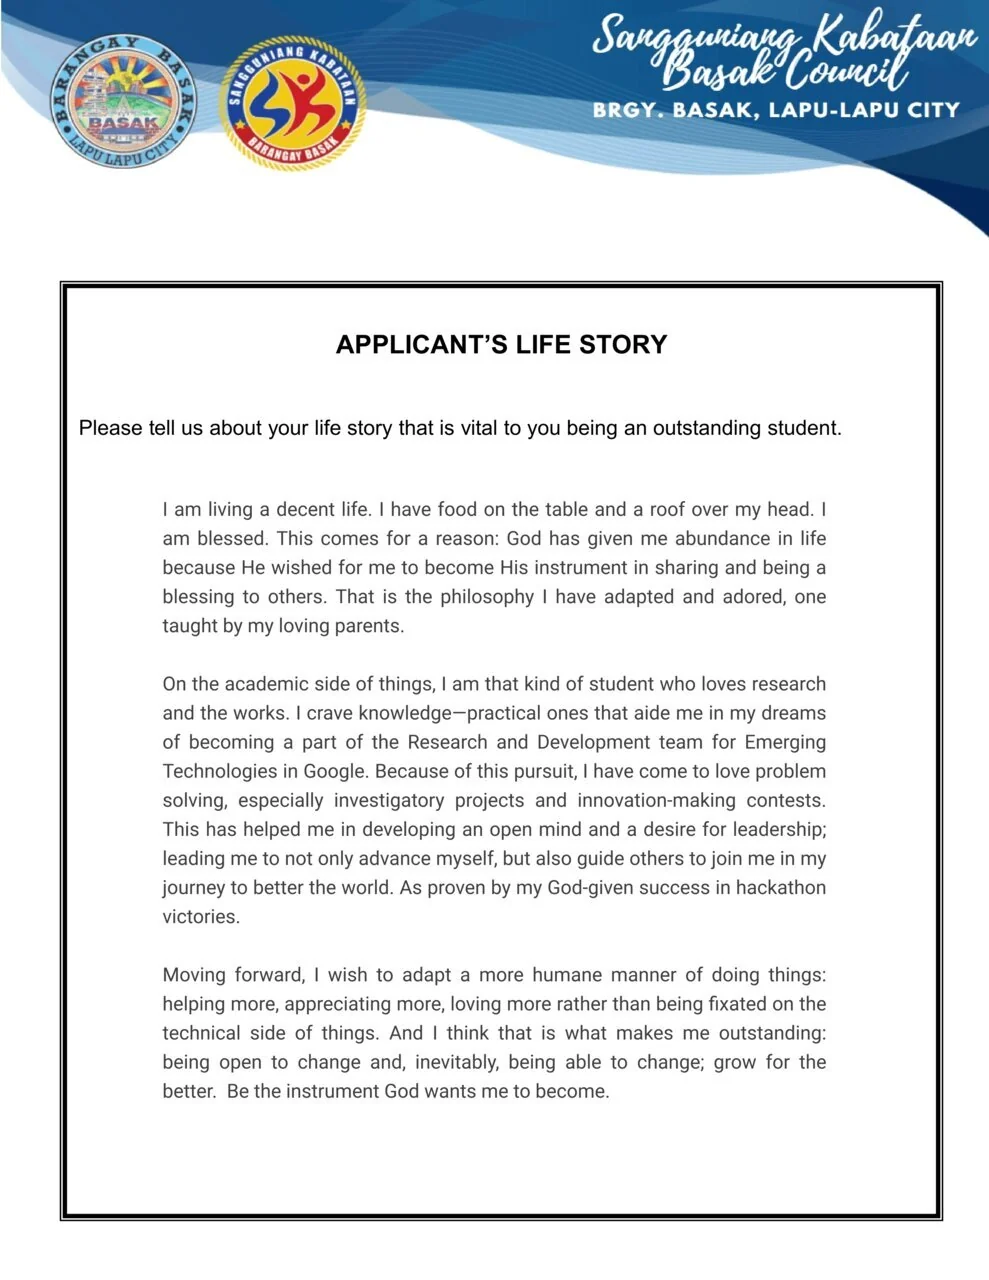 BARANGAY BASAK
BASAK
LAPU LAPU CITY
SANGGUNIANG KABATAAN
BARANGAY BASAK
Sangguniang Kabataan
Basak Council
BRGY. BASAK, LAPU-LAPU CITY
APPLICANT’S LIFE STORY
Please tell us about your life story that is vital to you being an outstanding student.
I am living a decent life. I have food on the table and a roof over my head. I
am blessed. This comes for a reason: God has given me abundance in life
because He wished for me to become His instrument in sharing and being a
blessing to others. That is the philosophy I have adapted and adored, one
taught by my loving parents.
On the academic side of things, I am that kind of student who loves research
and the works. I crave knowledge—practical ones that aide me in my dreams
of becoming a part of the Research and Development team for Emerging
Technologies in Google. Because of this pursuit, I have come to love problem
solving, especially investigatory projects and innovation-making contests.
This has helped me in developing an open mind and a desire for leadership;
leading me to not only advance myself, but also guide others to join me in my
journey to better the world. As proven by my God-given success in hackathon
victories.
Moving forward, I wish to adapt a more humane manner of doing things:
helping more, appreciating more, loving more rather than being fixated on the
technical side of things. And I think that is what makes me outstanding:
being open to change and, inevitably, being able to change; grow for the
better.  Be the instrument God wants me to become.